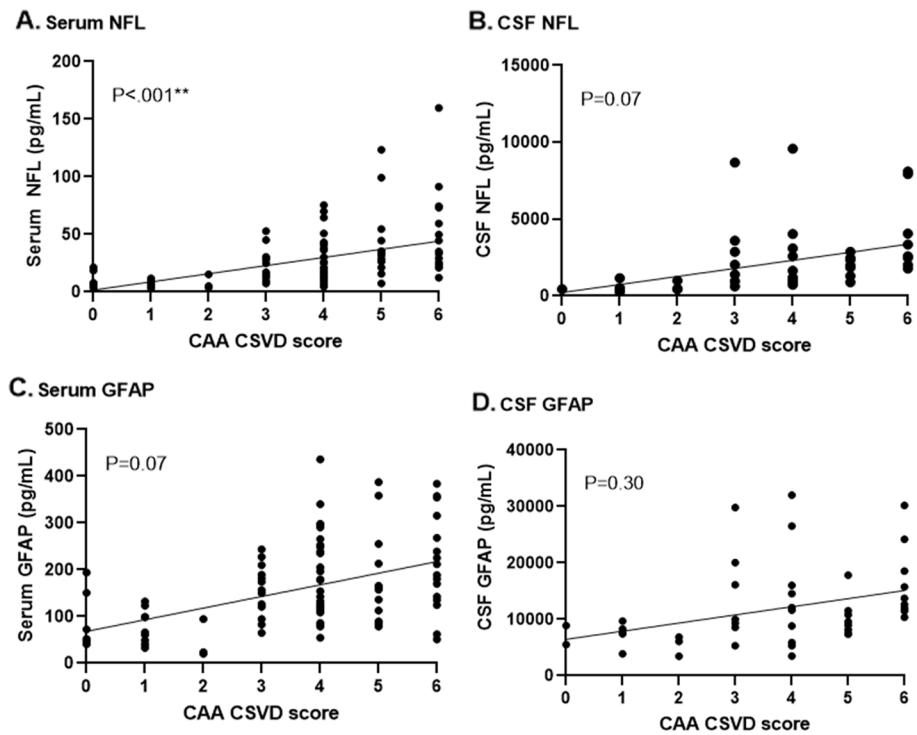 A. Serum NFL
200
150
100
50
0
Serum NFL (pg/mL)
P<.001**
0 1 2 3 4 5 6
CAA CSVD score
B. CSF NFL
15000
10000
5000
0
CSF NFL (pg/mL)
P=0.07
0 1 2 3 4 5 6
CAA CSVD score
C. Serum GFAP
500
400
300
200
100
0
Serum GFAP (pg/mL)
P=0.07
0 1 2 3 4 5 6
CAA CSVD score
D. CSF GFAP
40000
30000
20000
10000
0
CSF GFAP (pg/mL)
P=0.30
0 1 2 3 4 5 6
CAA CSVD score